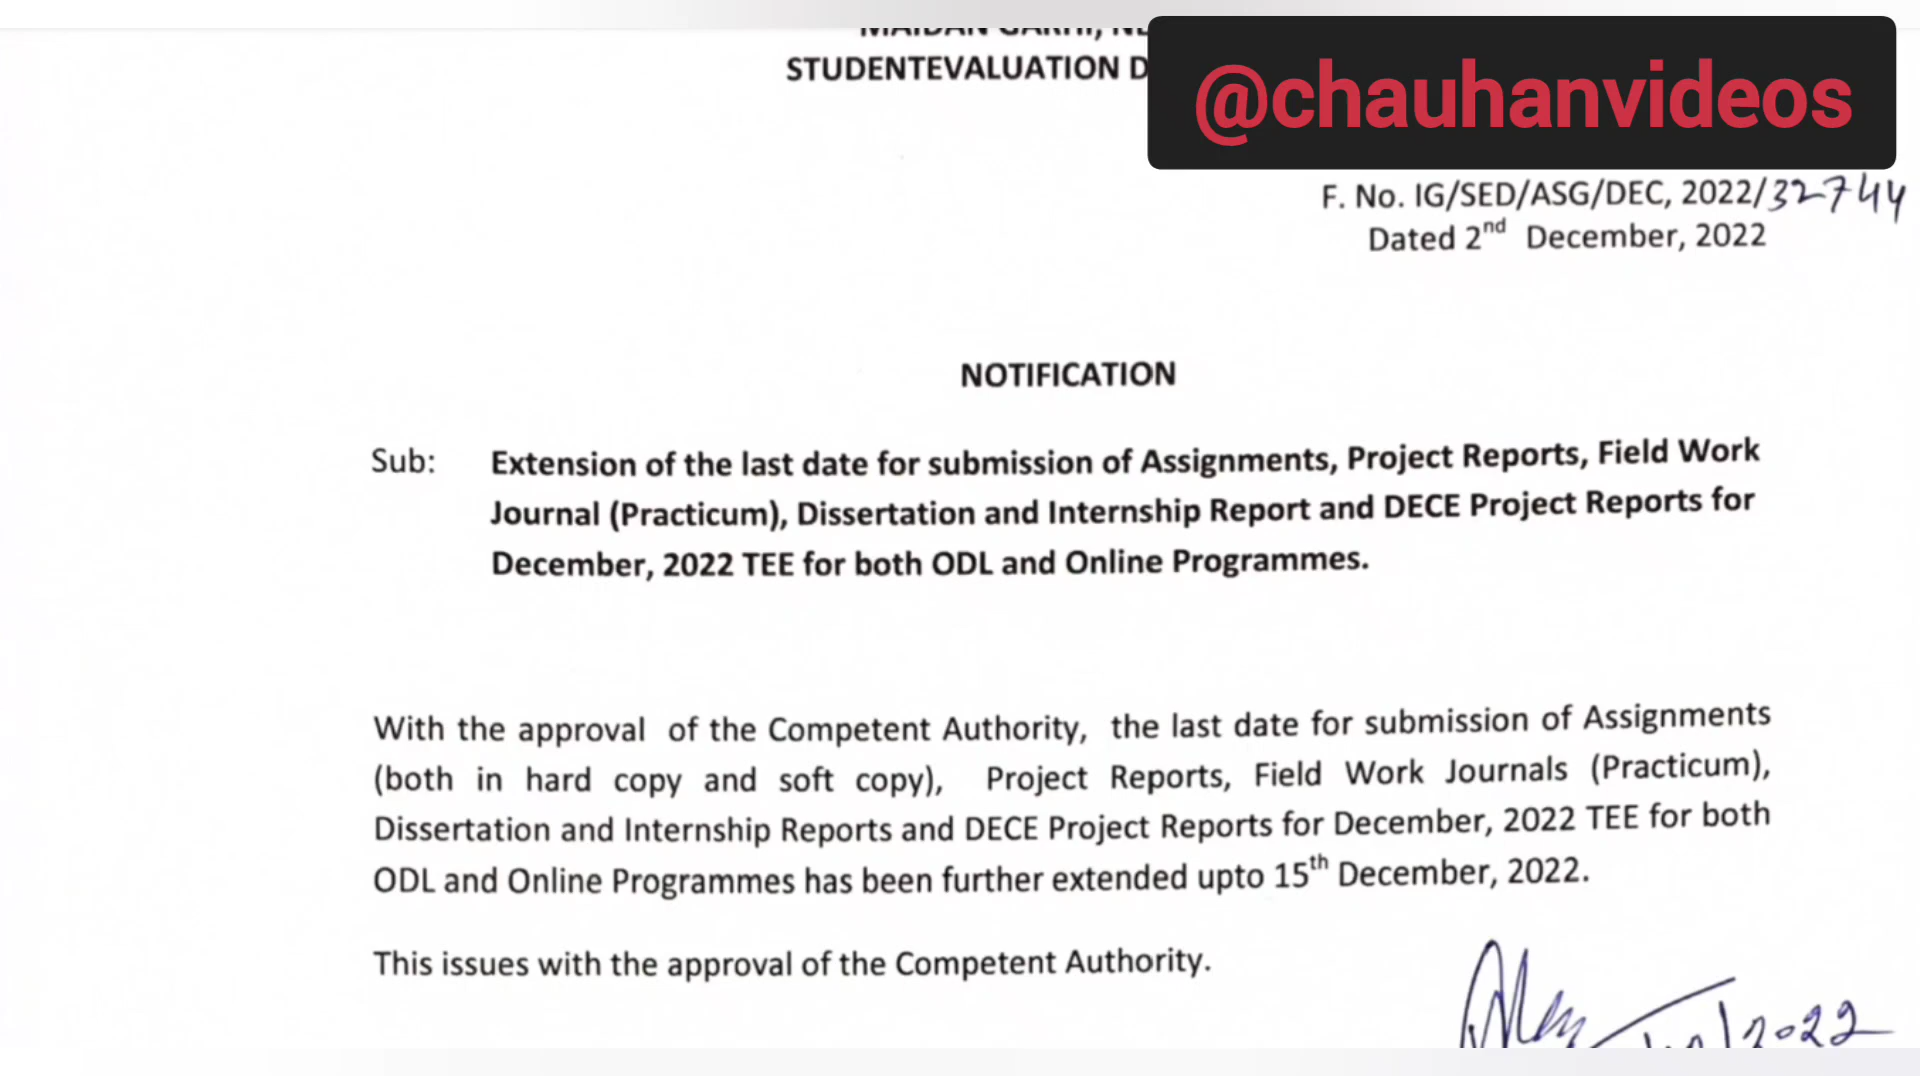 MAIDAN GARHI,
STUDENTEVALUATION
@chauhanvideos
F. No. IG/SED/ASG/DEC, 2022/32744
Dated 2nd December, 2022
NOTIFICATION
Sub: Extension of the last date for submission of Assignments, Project Reports, Field Work
Journal (Practicum), Dissertation and Internship Report and DECE Project Reports for
December, 2022 TEE for both ODL and Online Programmes.
With the approval of the Competent Authority, the last date for submission of Assignments
(both in hard copy and soft copy), Project Reports, Field Work Journals (Practicum),
Dissertation and Internship Reports and DECE Project Reports for December, 2022 TEE for both
ODL and Online Programmes has been further extended upto 15th December, 2022.
This issues with the approval of the Competent Authority.
2022